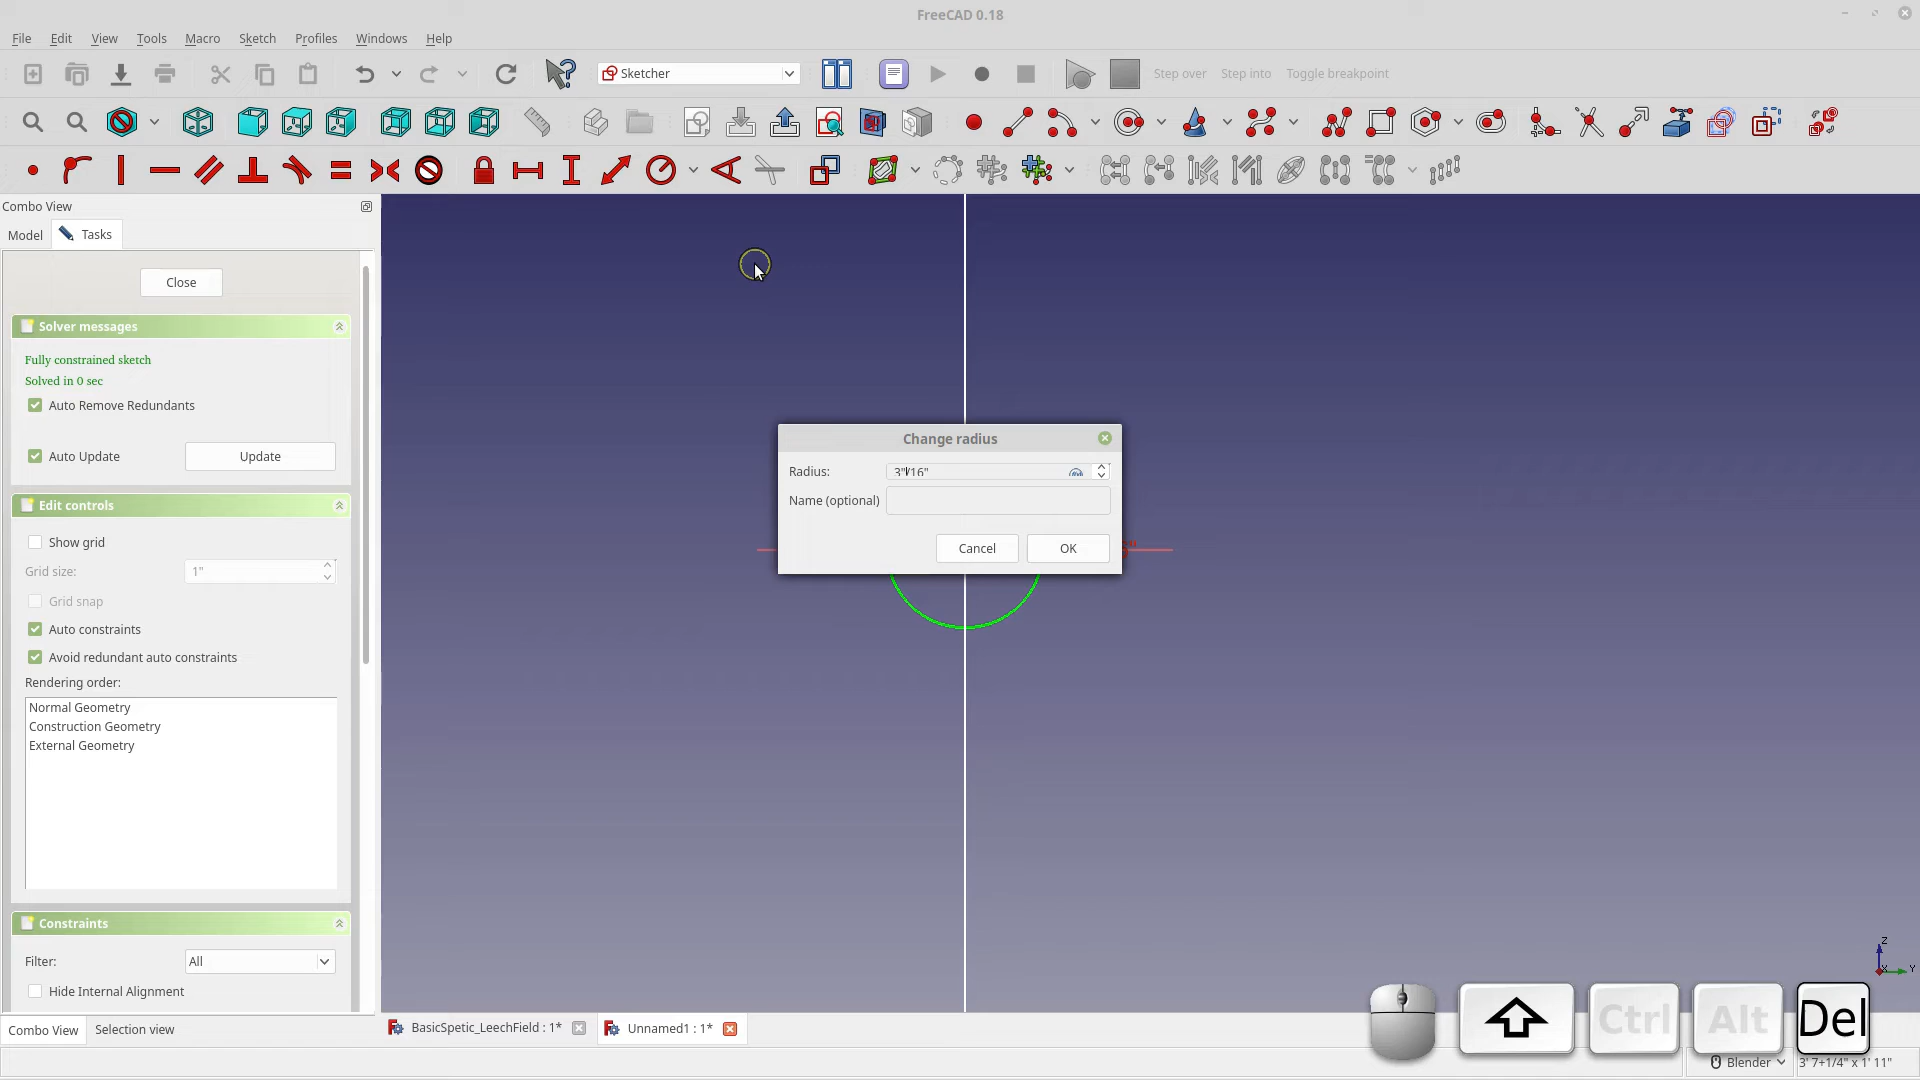 FreeCAD 0.18
File Edit View Tools Macro Sketch Profiles Windows Help
Sketcher
Step over Step into Toggle breakpoint
Combo View
Model Tasks
Close
Solver messages
Fully constrained sketch
Solved in 0 sec
Auto Remove Redundants
Auto Update Update
Edit controls
Show grid
Grid size: 1"
Grid snap
Auto constraints
Avoid redundant auto constraints
Rendering order:
Normal Geometry
Construction Geometry
External Geometry
Constraints
Filter: All
Hide Internal Alignment
Change radius
Radius: 3"/16"
Name (optional)
Cancel OK
Z
X Y
Combo View Selection view
BasicSpetic_LeechField : 1* Unnamed1 : 1*
Ctrl Alt Del
Blender 3' 7+1/4" x 1' 11"